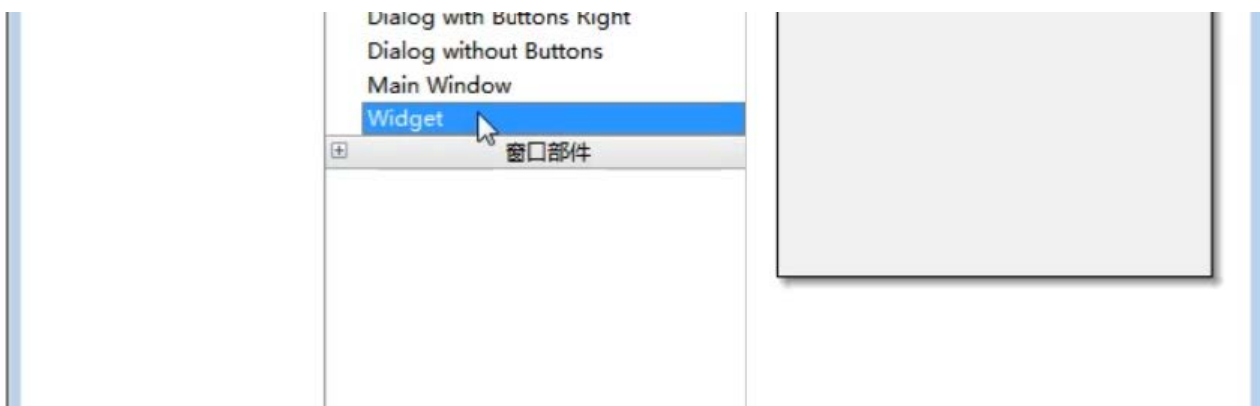 Dialog with Buttons Right
Dialog without Buttons
Main Window
Widget
窗口部件